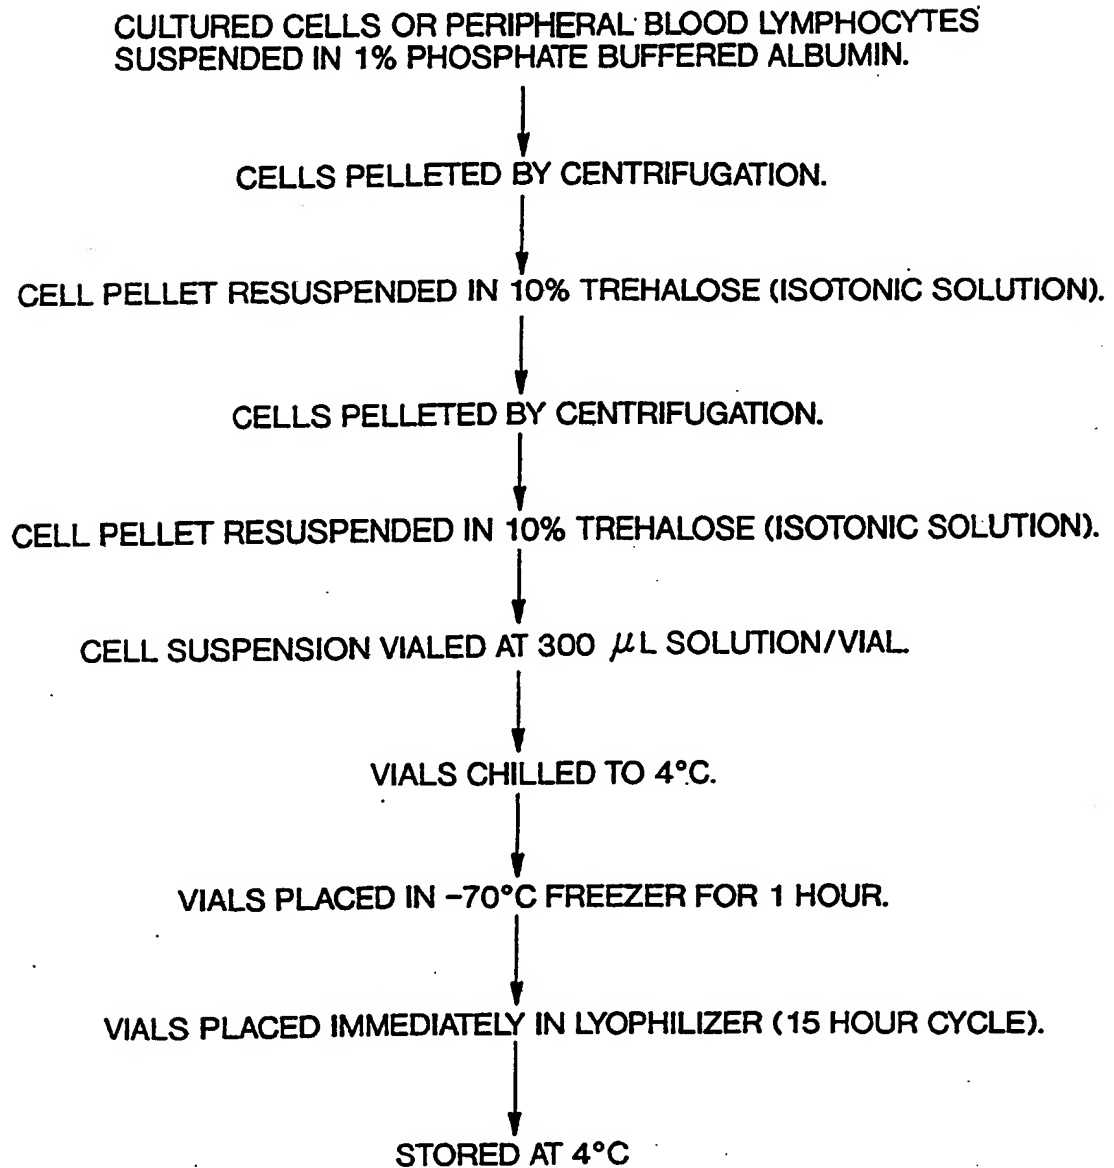 CULTURED CELLS OR PERIPHERAL BLOOD LYMPHOCYTES
SUSPENDED IN 1% PHOSPHATE BUFFERED ALBUMIN.
CELLS PELLETED BY CENTRIFUGATION.
CELL PELLET RESUSPENDED IN 10% TREHALOSE (ISOTONIC SOLUTION).
CELLS PELLETED BY CENTRIFUGATION.
CELL PELLET RESUSPENDED IN 10% TREHALOSE (ISOTONIC SOLUTION).
CELL SUSPENSION VIALED AT 300 μL SOLUTION/VIAL.
VIALS CHILLED TO 4°C.
VIALS PLACED IN -70°C FREEZER FOR 1 HOUR.
VIALS PLACED IMMEDIATELY IN LYOPHILIZER (15 HOUR CYCLE).
STORED AT 4°C